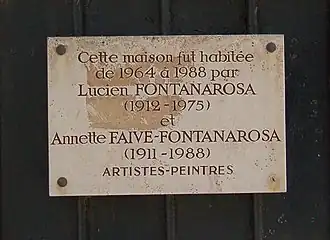 Cette maison fut habitée
de 1964 à 1988 par
Lucien FONTANAROSA
(1912-1975)
et
Annette FAIVE-FONTANAROSA
(1911-1988)
ARTISTES-PEINTRES